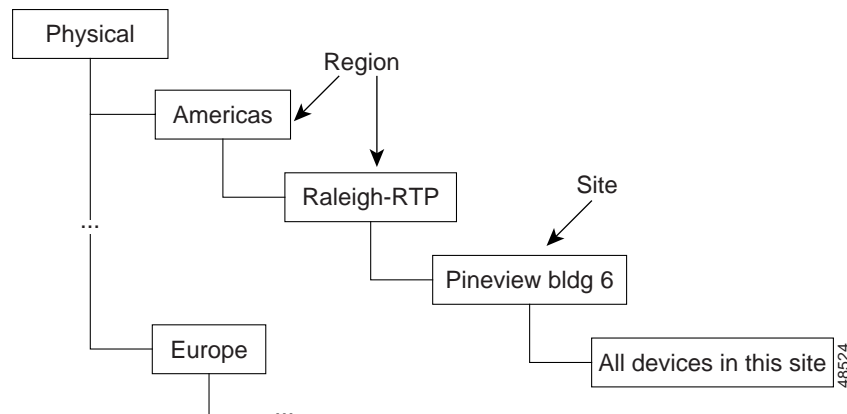 Physical
Region
Americas
Raleigh-RTP
Site
...
Pineview bldg 6
Europe
All devices in this site
48524
...